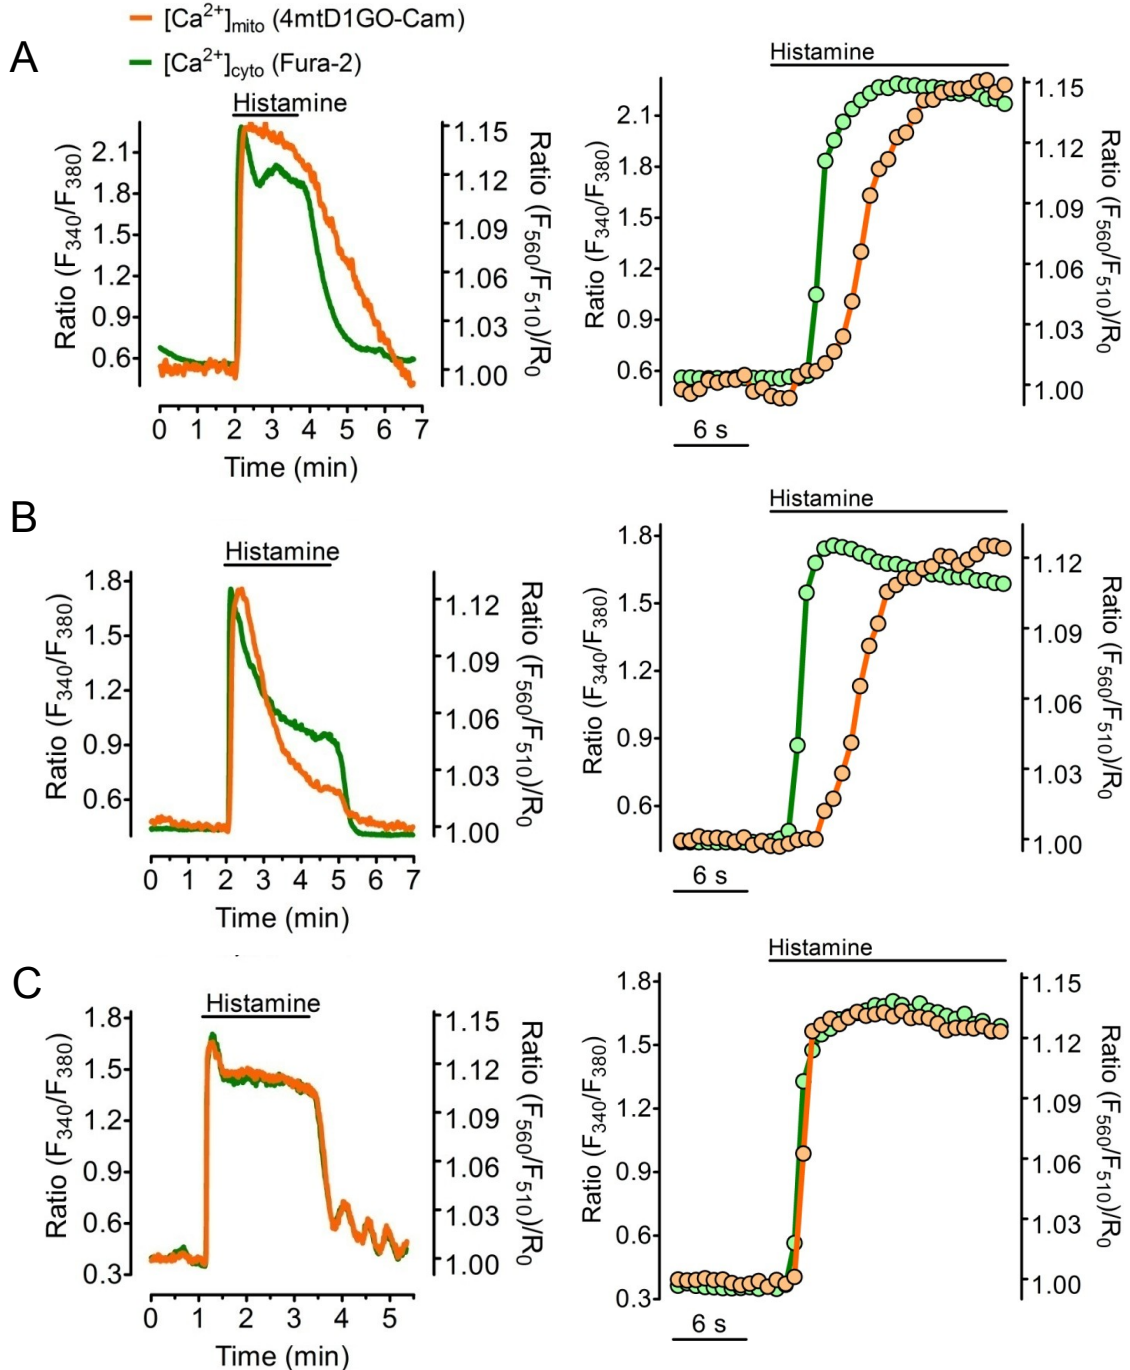 [Ca²⁺]mito (4mtD1GO-Cam)
[Ca²⁺]cyto (Fura-2)
A
Histamine
Ratio (F340/F380)
2.1
1.8
1.5
1.2
0.9
0.6
1.15
1.12
1.09
1.06
1.03
1.00
Ratio (F560/F510)/R0
0 1 2 3 4 5 6 7
Time (min)
Histamine
Ratio (F340/F380)
2.1
1.8
1.5
1.2
0.9
0.6
1.15
1.12
1.09
1.06
1.03
1.00
Ratio (F560/F510)/R0
6 s
B
Histamine
Ratio (F340/F380)
1.8
1.5
1.2
0.9
0.6
1.12
1.09
1.06
1.03
1.00
Ratio (F560/F510)/R0
0 1 2 3 4 5 6 7
Time (min)
Histamine
Ratio (F340/F380)
1.8
1.5
1.2
0.9
0.6
1.12
1.09
1.06
1.03
1.00
Ratio (F560/F510)/R0
6 s
C
Histamine
Ratio (F340/F380)
1.8
1.5
1.2
0.9
0.6
0.3
1.15
1.12
1.09
1.06
1.03
1.00
Ratio (F560/F510)/R0
0 1 2 3 4 5
Time (min)
Histamine
Ratio (F340/F380)
1.8
1.5
1.2
0.9
0.6
0.3
1.15
1.12
1.09
1.06
1.03
1.00
Ratio (F560/F510)/R0
6 s